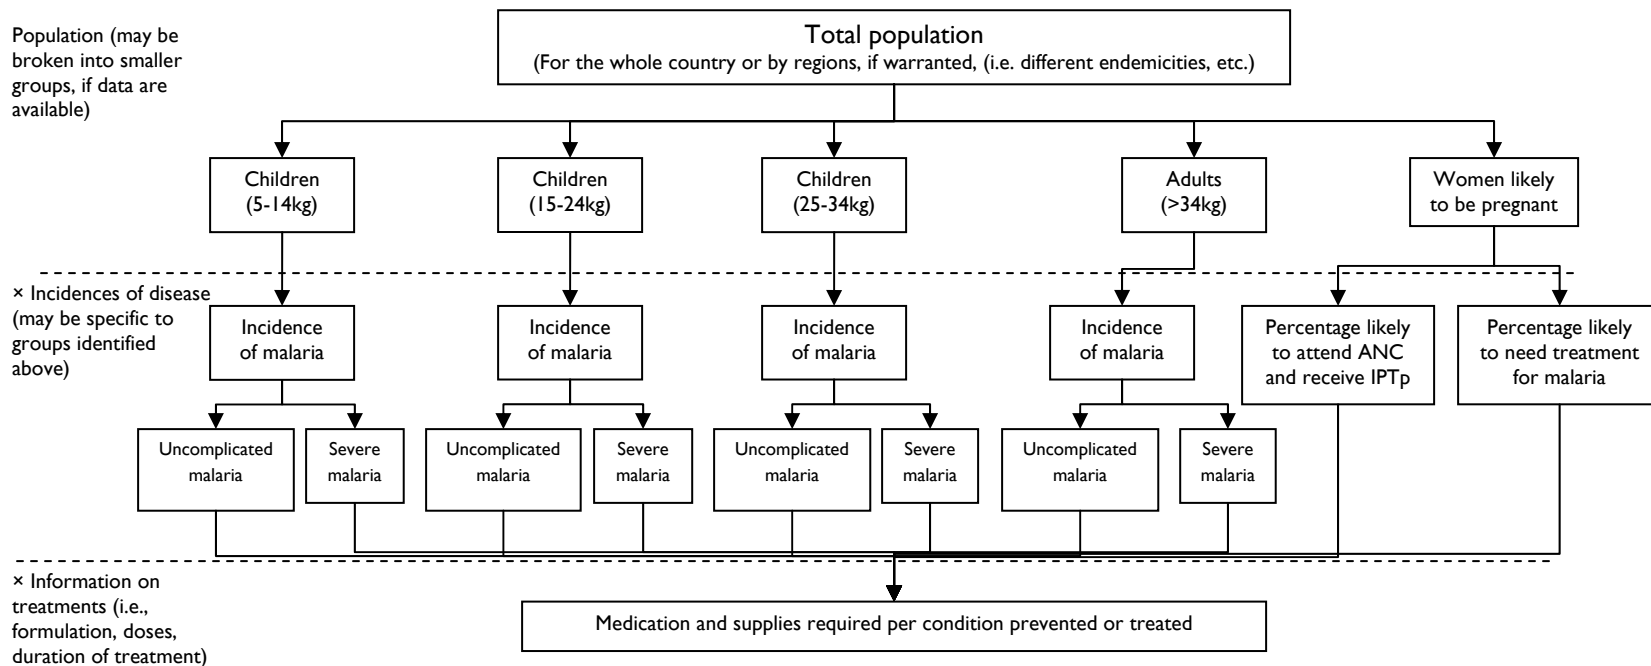 Population (may be
broken into smaller
groups, if data are
available)
Total population
(For the whole country or by regions, if warranted, (i.e. different endemicities, etc.)
Children
(5-14kg)
Children
(15-24kg)
Children
(25-34kg)
Adults
(>34kg)
Women likely
to be pregnant
× Incidences of disease
(may be specific to
groups identified
above)
Incidence
of malaria
Incidence
of malaria
Incidence
of malaria
Incidence
of malaria
Percentage likely
to attend ANC
and receive IPTp
Percentage likely
to need treatment
for malaria
Uncomplicated
malaria
Severe
malaria
Uncomplicated
malaria
Severe
malaria
Uncomplicated
malaria
Severe
malaria
Uncomplicated
malaria
Severe
malaria
× Information on
treatments (i.e.,
formulation, doses,
duration of treatment)
Medication and supplies required per condition prevented or treated